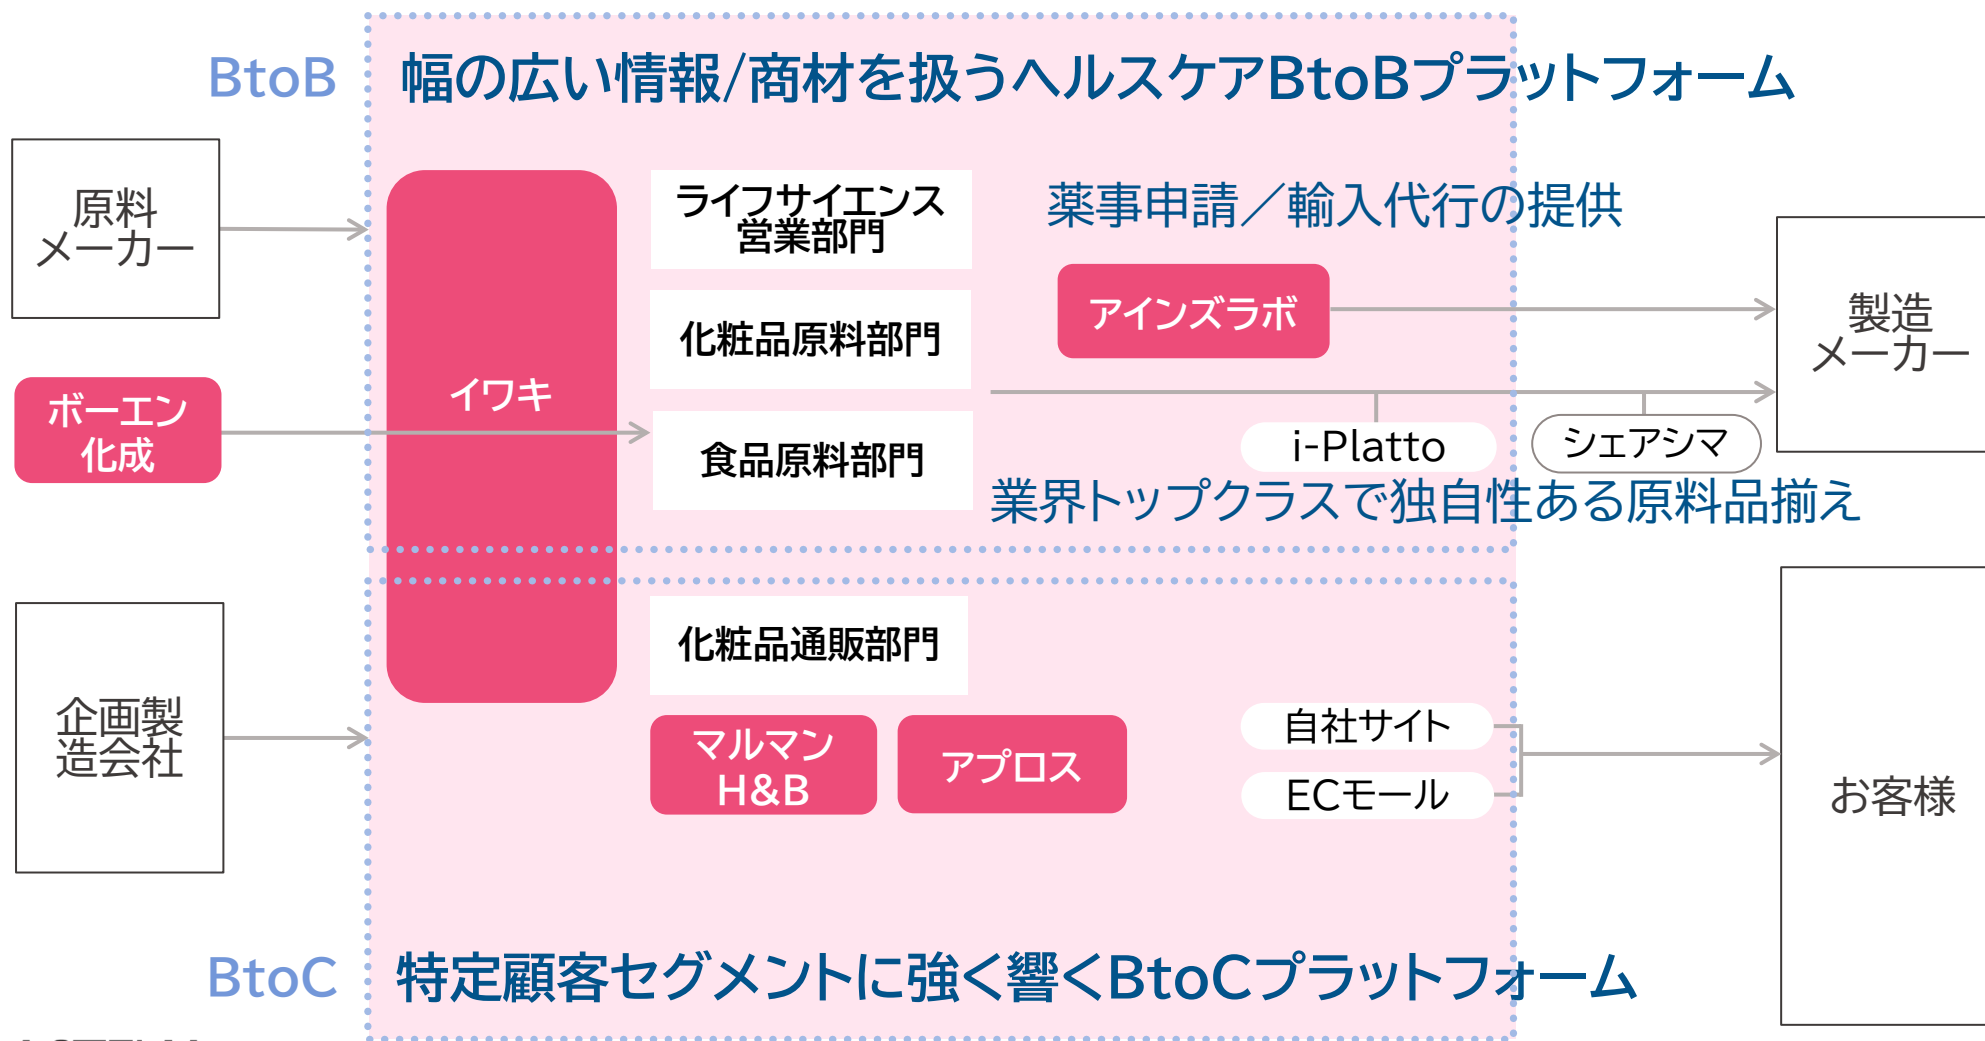 BtoB
幅の広い情報/商材を扱うヘルスケアBtoBプラットフォーム
原料
メーカー
ボーエン
化成
イワキ
ライフサイエンス
営業部門
化粧品原料部門
食品原料部門
薬事申請／輸入代行の提供
アインズラボ
i-Platto
シェアシマ
業界トップクラスで独自性ある原料品揃え
製造
メーカー
企画製
造会社
化粧品通販部門
マルマン
H&B
アプロス
自社サイト
ECモール
お客様
BtoC
特定顧客セグメントに強く響くBtoCプラットフォーム